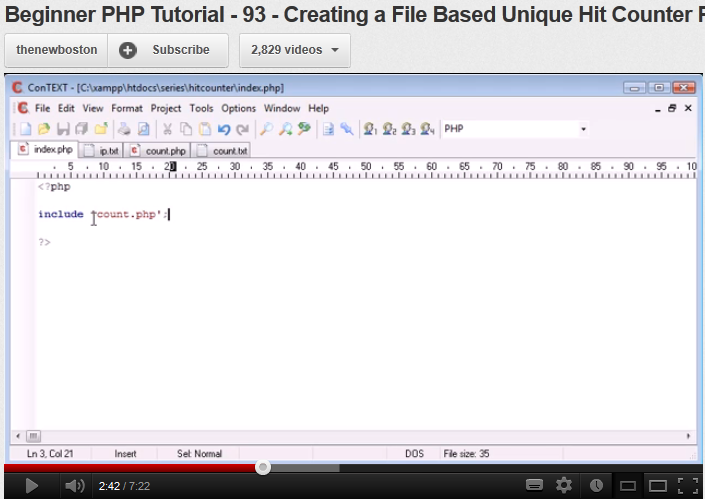 Beginner PHP Tutorial - 93 - Creating a File Based Unique Hit Counter
thenewboston Subscribe 2,829 videos
ConTEXT - [C:\xampp\htdocs\series\hitcounter\index.php]
File Edit View Format Project Tools Options Window Help
1 2 3 4 PHP
index.php ip.txt count.php count.txt
5 10 15 20 25 30 35 40 45 50 55 60 65 70 75 80 85 90 95 10
<?php
include 'count.php';
?>
Ln 3, Col 21 Insert Sel: Normal DOS File size: 35
2:42 / 7:22